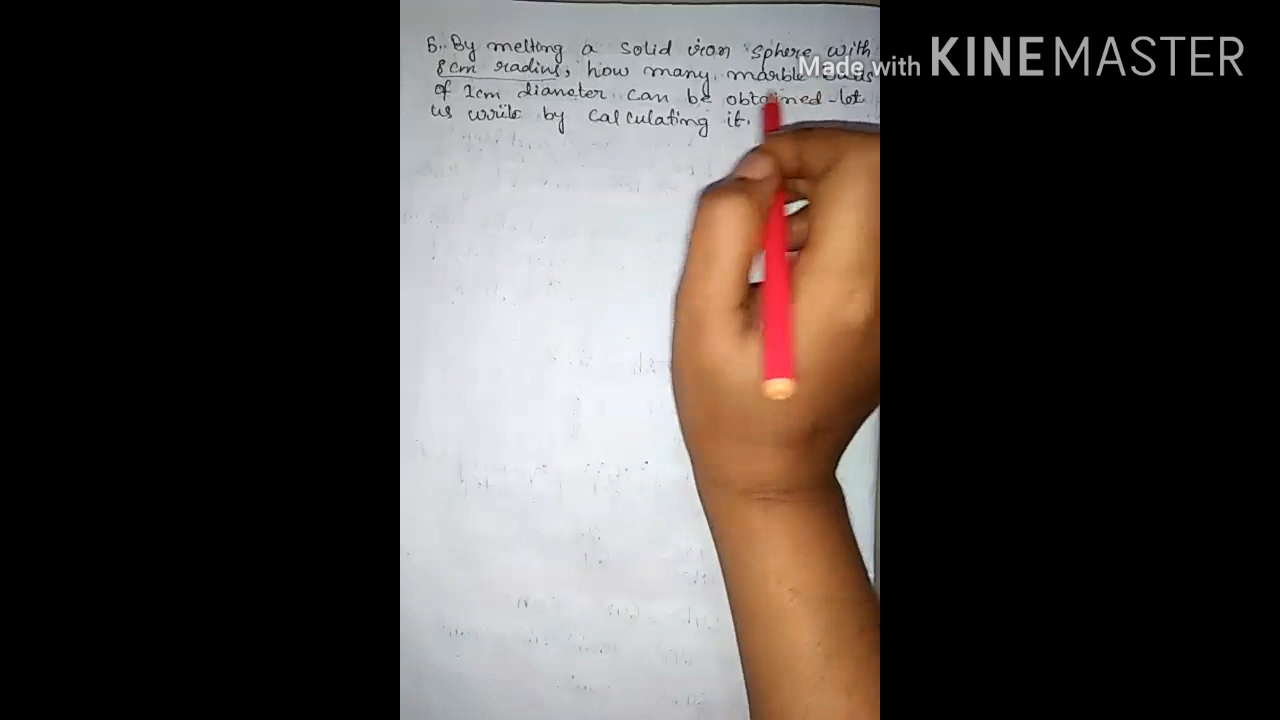 5. By melting a solid iron sphere with
8cm radius, how many marble
of 1cm diameter can be obtained - let
us write by calculating it.
Made with KINEMASTER